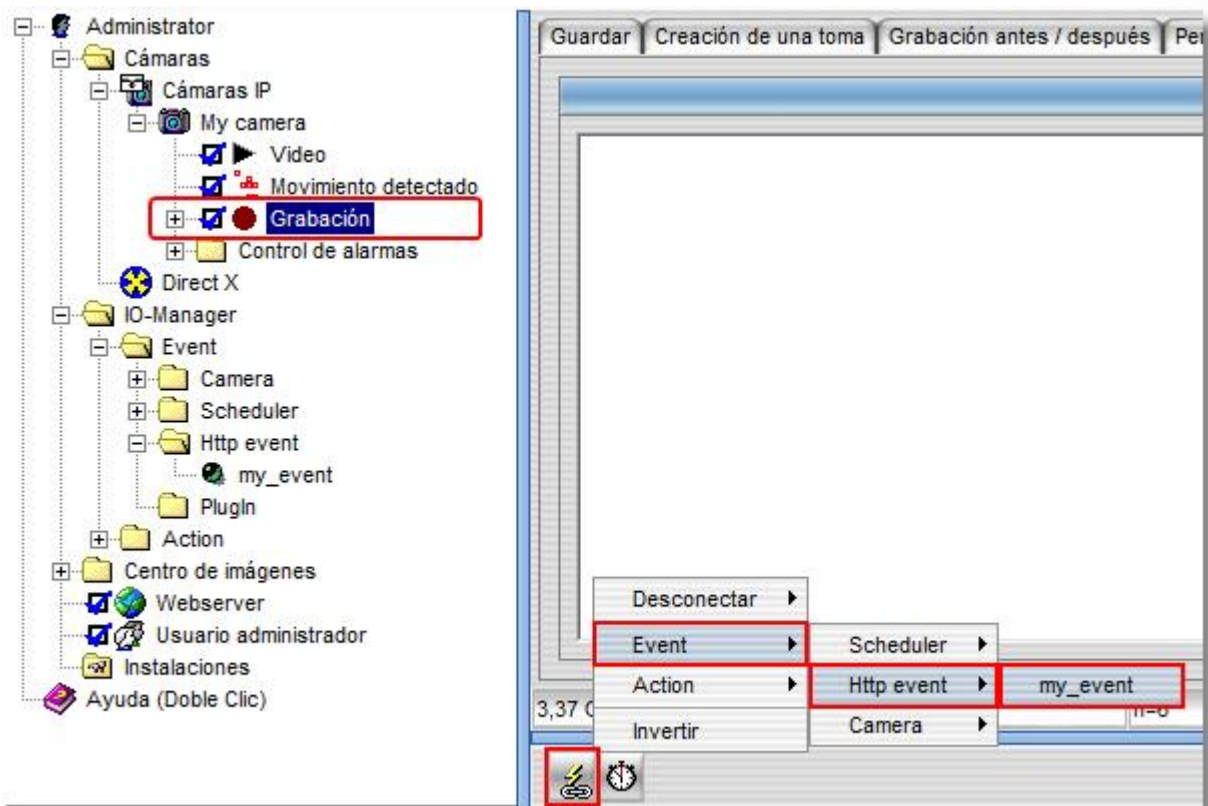 Administrator
Cámaras
Cámaras IP
My camera
Video
Movimiento detectado
Grabación
Control de alarmas
Direct X
IO-Manager
Event
Camera
Scheduler
Http event
my_event
PlugIn
Action
Centro de imágenes
Webserver
Usuario administrador
Instalaciones
Ayuda (Doble Clic)
Guardar Creación de una toma Grabación antes / después
Desconectar
Event Scheduler
Action Http event my_event
Invertir Camera
3,37